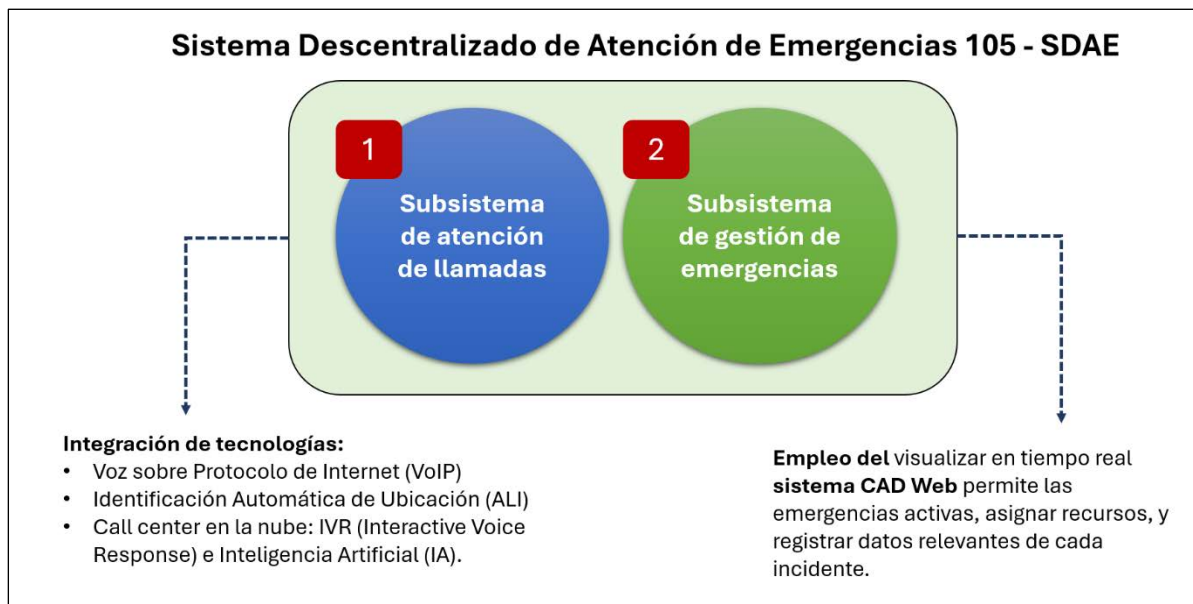 Sistema Descentralizado de Atención de Emergencias 105 - SDAE
1
Subsistema
de atención
de llamadas
2
Subsistema
de gestión de
emergencias
Integración de tecnologías:
• Voz sobre Protocolo de Internet (VoIP)
• Identificación Automática de Ubicación (ALI)
• Call center en la nube: IVR (Interactive Voice
Response) e Inteligencia Artificial (IA).
Empleo del visualizar en tiempo real
sistema CAD Web permite las
emergencias activas, asignar recursos, y
registrar datos relevantes de cada
incidente.